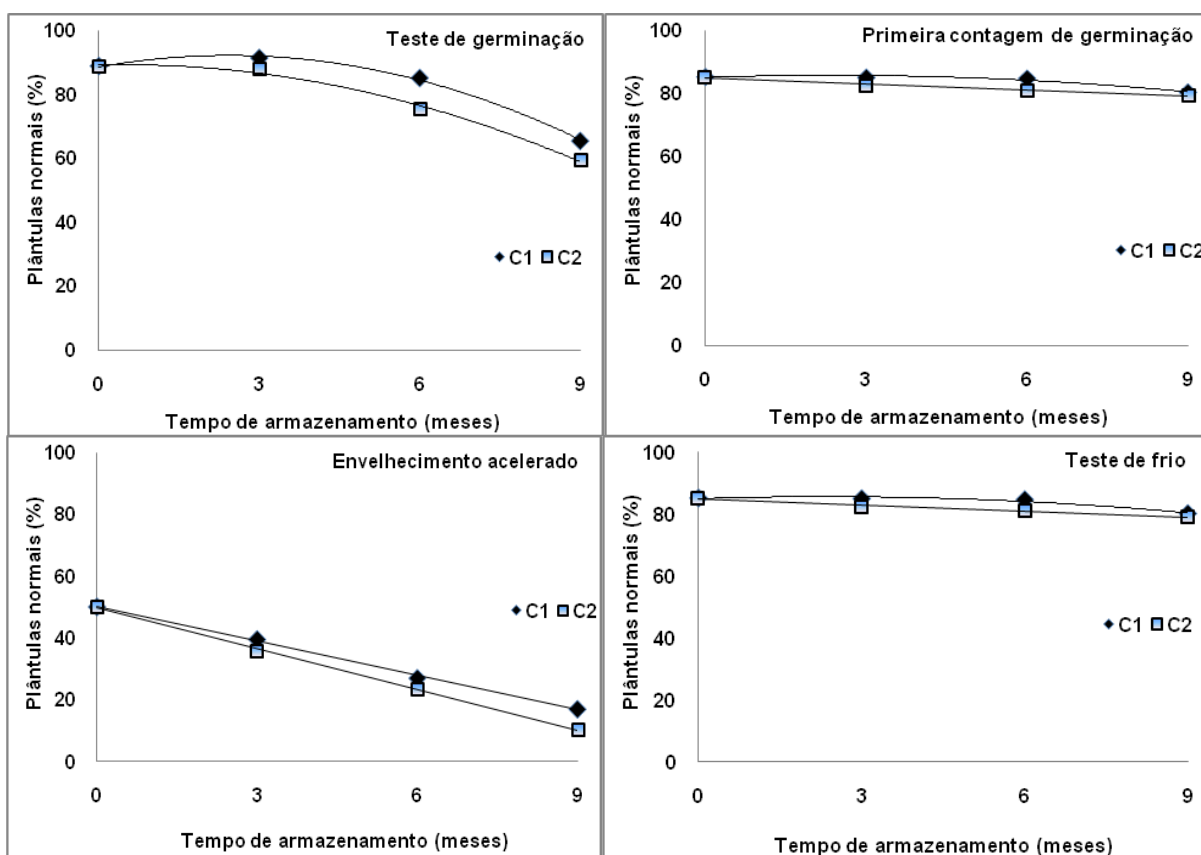 Teste de germinação
Plântulas normais (%)
100
80
60
40
20
0
C1 C2
0 3 6 9
Tempo de armazenamento (meses)
Primeira contagem de germinação
Plântulas normais (%)
100
80
60
40
20
0
C1 C2
0 3 6 9
Tempo de armazenamento (meses)
Envelhecimento acelerado
Plântulas normais (%)
100
80
60
40
20
0
C1 C2
0 3 6 9
Tempo de armazenamento (meses)
Teste de frio
Plântulas normais (%)
100
80
60
40
20
0
C1 C2
0 3 6 9
Tempo de armazenamento (meses)